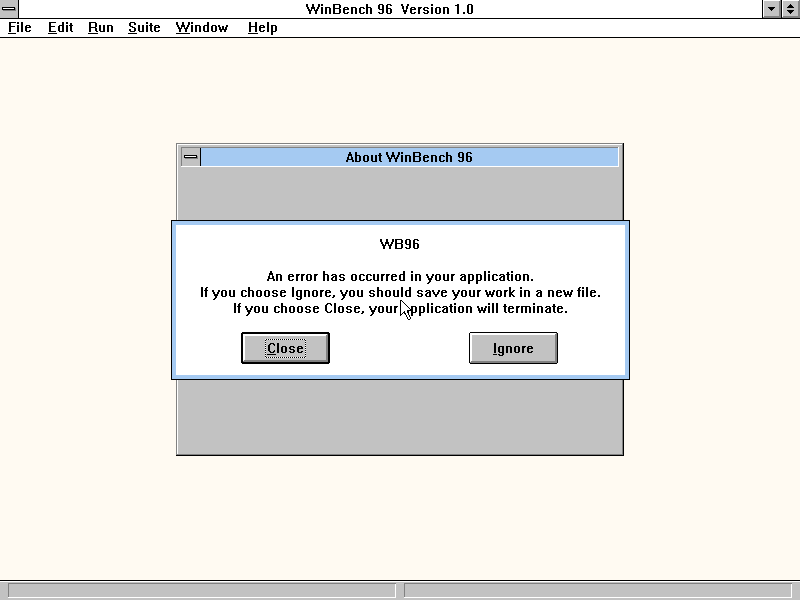 WinBench 96  Version 1.0
File Edit Run Suite Window Help
About WinBench 96
WB96
An error has occurred in your application.
If you choose Ignore, you should save your work in a new file.
If you choose Close, your application will terminate.
Close Ignore